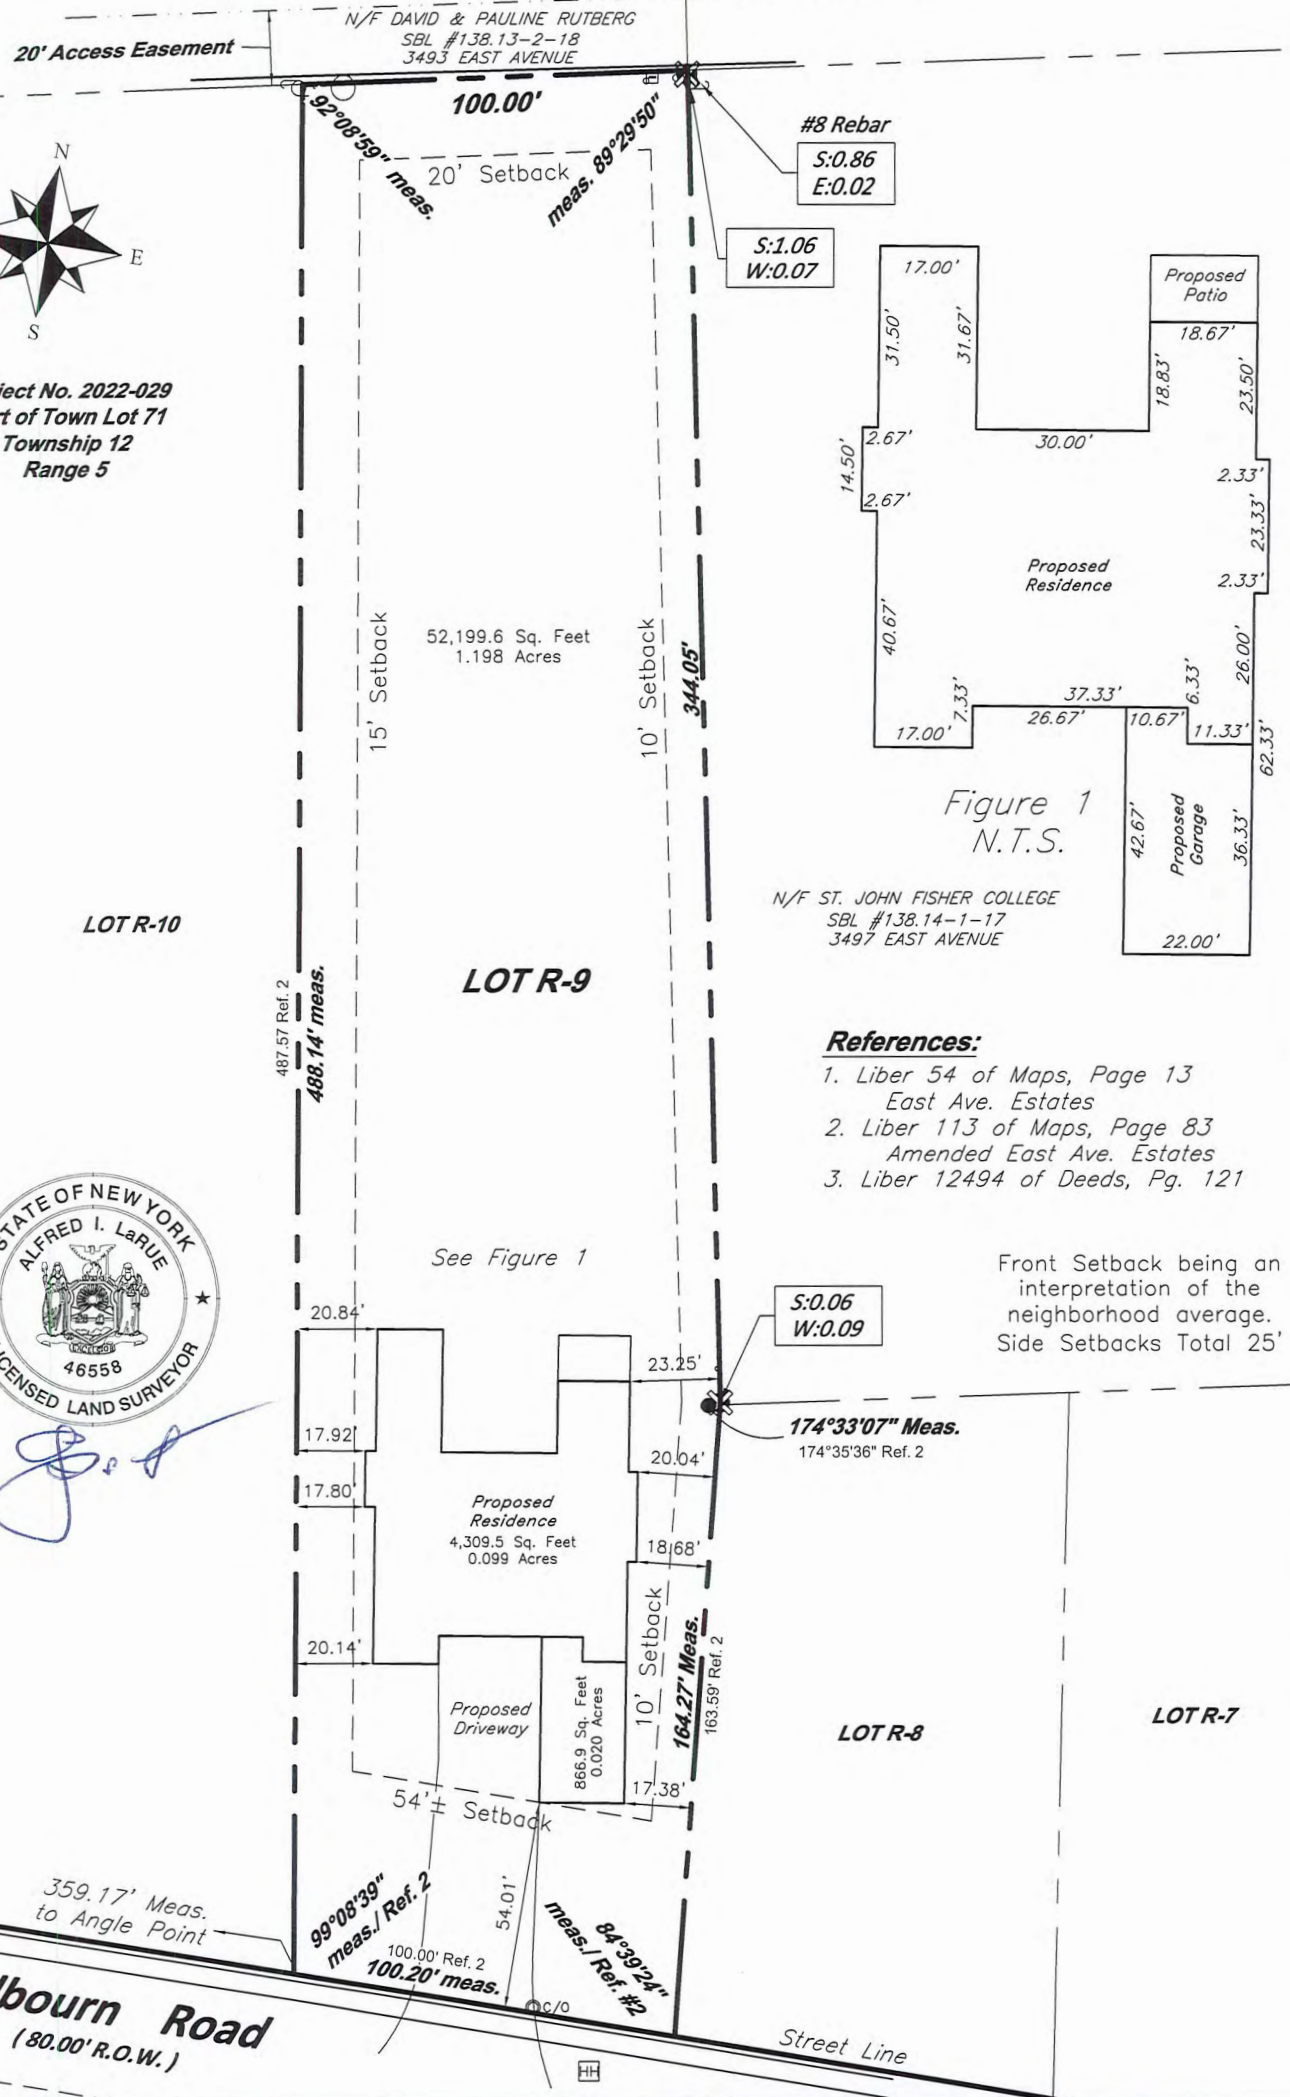 N/F DAVID & PAULINE RUTBERG
SBL #138.13-2-18
3493 EAST AVENUE
20' Access Easement
100.00'
92°08'59" meas.
meas. 89°29'50"
20' Setback
#8 Rebar
S:0.86
E:0.02
S:1.06
W:0.07
N
E
S
ject No. 2022-029
t of Town Lot 71
Township 12
Range 5
17.00'
Proposed
Patio
18.67'
31.50'
31.67'
18.83'
23.50'
2.67'
30.00'
14.50'
2.33'
2.67'
23.33'
Proposed
Residence
2.33'
40.67'
26.00'
6.33'
37.33'
7.33'
26.67'
10.67'
17.00'
11.33'
62.33'
Figure 1
N.T.S.
42.67'
Proposed
Garage
36.33'
22.00'
52,199.6 Sq. Feet
1.198 Acres
15' Setback
10' Setback
344.05'
N/F ST. JOHN FISHER COLLEGE
SBL #138.14-1-17
3497 EAST AVENUE
LOT R-10
LOT R-9
487.57 Ref. 2
488.14' meas.
References:
1. Liber 54 of Maps, Page 13
East Ave. Estates
2. Liber 113 of Maps, Page 83
Amended East Ave. Estates
3. Liber 12494 of Deeds, Pg. 121
STATE OF NEW YORK
ALFRED I. LaRUE
EXCELSIOR
46558
ICENSED LAND SURVEYOR
See Figure 1
Front Setback being an
interpretation of the
neighborhood average.
Side Setbacks Total 25'
S:0.06
W:0.09
20.84'
23.25'
174°33'07" Meas.
174°35'36" Ref. 2
17.92'
20.04'
17.80'
Proposed
Residence
4,309.5 Sq. Feet
0.099 Acres
18.68'
20.14'
10' Setback
164.27' Meas.
163.59' Ref. 2
Proposed
Driveway
866.9 Sq. Feet
0.020 Acres
LOT R-8
LOT R-7
17.38'
54'± Setback
359.17' Meas.
to Angle Point
99°08'39"
meas./ Ref. 2
54.01'
84°39'24"
meas./ Ref. #2
100.00' Ref. 2
100.20' meas.
c/o
lbourn Road
(80.00' R.O.W.)
Street Line
HH